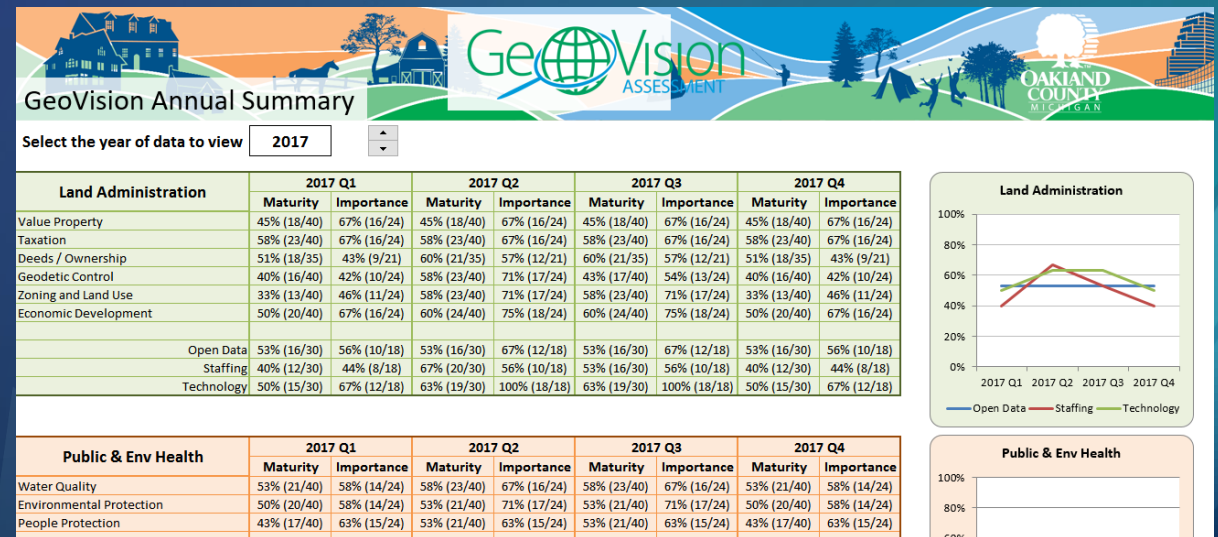 GeoVision
ASSESSMENT
OAKLAND
COUNTY
MICHIGAN
GeoVision Annual Summary
Select the year of data to view 2017
Land Administration 2017 Q1 2017 Q2 2017 Q3 2017 Q4
Maturity Importance Maturity Importance Maturity Importance Maturity Importance
Value Property 45% (18/40) 67% (16/24) 45% (18/40) 67% (16/24) 45% (18/40) 67% (16/24) 45% (18/40) 67% (16/24)
Taxation 58% (23/40) 67% (16/24) 58% (23/40) 67% (16/24) 58% (23/40) 67% (16/24) 58% (23/40) 67% (16/24)
Deeds / Ownership 51% (18/35) 43% (9/21) 60% (21/35) 57% (12/21) 60% (21/35) 57% (12/21) 51% (18/35) 43% (9/21)
Geodetic Control 40% (16/40) 42% (10/24) 58% (23/40) 71% (17/24) 43% (17/40) 54% (13/24) 40% (16/40) 42% (10/24)
Zoning and Land Use 33% (13/40) 46% (11/24) 58% (23/40) 71% (17/24) 58% (23/40) 71% (17/24) 33% (13/40) 46% (11/24)
Economic Development 50% (20/40) 67% (16/24) 60% (24/40) 75% (18/24) 60% (24/40) 75% (18/24) 50% (20/40) 67% (16/24)
Open Data 53% (16/30) 56% (10/18) 53% (16/30) 67% (12/18) 53% (16/30) 67% (12/18) 53% (16/30) 56% (10/18)
Staffing 40% (12/30) 44% (8/18) 67% (20/30) 56% (10/18) 53% (16/30) 56% (10/18) 40% (12/30) 44% (8/18)
Technology 50% (15/30) 67% (12/18) 63% (19/30) 100% (18/18) 63% (19/30) 100% (18/18) 50% (15/30) 67% (12/18)
Land Administration
100%
80%
60%
40%
20%
0%
2017 Q1 2017 Q2 2017 Q3 2017 Q4
Open Data Staffing Technology
Public & Env Health 2017 Q1 2017 Q2 2017 Q3 2017 Q4
Maturity Importance Maturity Importance Maturity Importance Maturity Importance
Water Quality 53% (21/40) 58% (14/24) 58% (23/40) 67% (16/24) 58% (23/40) 67% (16/24) 53% (21/40) 58% (14/24)
Environmental Protection 50% (20/40) 58% (14/24) 53% (21/40) 71% (17/24) 53% (21/40) 71% (17/24) 50% (20/40) 58% (14/24)
People Protection 43% (17/40) 63% (15/24) 53% (21/40) 63% (15/24) 53% (21/40) 63% (15/24) 43% (17/40) 63% (15/24)
Public & Env Health
100%
80%
60%